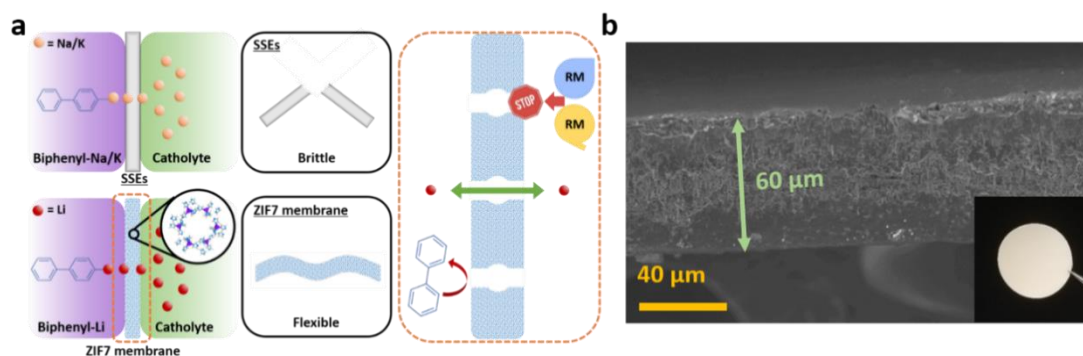 a
= Na/K
Biphenyl-Na/K
Catholyte
SSEs
SSEs
Brittle
= Li
Biphenyl-Li
Catholyte
ZIF7 membrane
ZIF7 membrane
Flexible
STOP
RM
RM
b
60 μm
40 μm